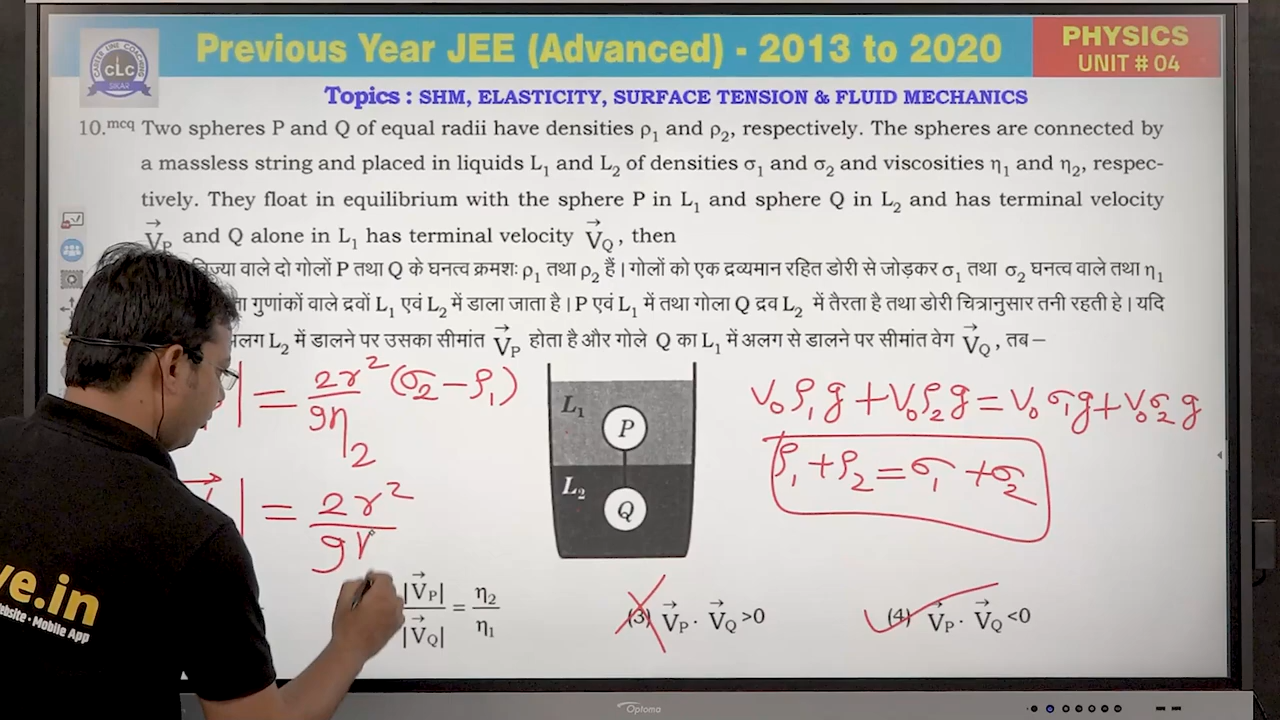 Previous Year JEE (Advanced) - 2013 to 2020
PHYSICS
UNIT # 04
CLC
SIKAR
Topics : SHM, ELASTICITY, SURFACE TENSION & FLUID MECHANICS
10.mcq Two spheres P and Q of equal radii have densities ρ₁ and ρ₂, respectively. The spheres are connected by
a massless string and placed in liquids L₁ and L₂ of densities σ₁ and σ₂ and viscosities η₁ and η₂, respec-
tively. They float in equilibrium with the sphere P in L₁ and sphere Q in L₂ and has terminal velocity
V⃗P and Q alone in L₁ has terminal velocity V⃗Q, then
वाले दो गोलों P तथा Q के घनत्व क्रमशः ρ₁ तथा ρ₂ हैं। गोलों को एक द्रव्यमान रहित डोरी से जोड़कर σ₁ तथा σ₂ घनत्व वाले तथा η₁
गुणांकों वाले द्रवों L₁ एवं L₂ में डाला जाता है। P एवं L₁ में तथा गोला Q द्रव L₂ में तैरता है तथा डोरी चित्रानुसार तनी रहती हे। यदि
L₂ में डालने पर उसका सीमांत V⃗P होता है और गोले Q का L₁ में अलग से डालने पर सीमांत वेग V⃗Q, तब–
| = 2r²/9η₂ (σ₂ – ρ₁)
| = 2r²/9
L₁
P
L₂
Q
V₀ρ₁g + V₀ρ₂g = V₀σ₁g + V₀σ₂g
ρ₁ + ρ₂ = σ₁ + σ₂
|V⃗P|/|V⃗Q| = η₂/η₁
(3) V⃗P . V⃗Q >0
(4) V⃗P . V⃗Q <0
ve.in
Website · Mobile App
Optoma